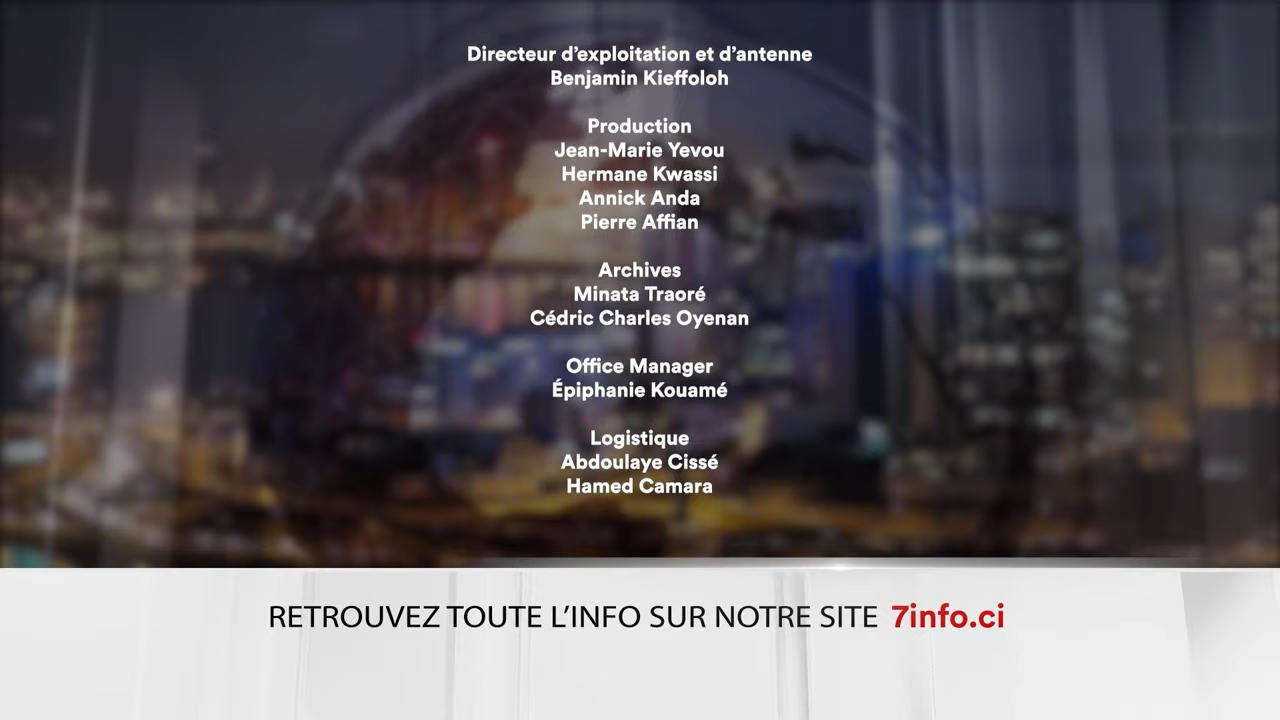 Directeur d’exploitation et d’antenne
Benjamin Kieffoloh
Production
Jean-Marie Yevou
Hermane Kwassi
Annick Anda
Pierre Affian
Archives
Minata Traoré
Cédric Charles Oyenan
Office Manager
Épiphanie Kouamé
Logistique
Abdoulaye Cissé
Hamed Camara
RETROUVEZ TOUTE L’INFO SUR NOTRE SITE 7info.ci